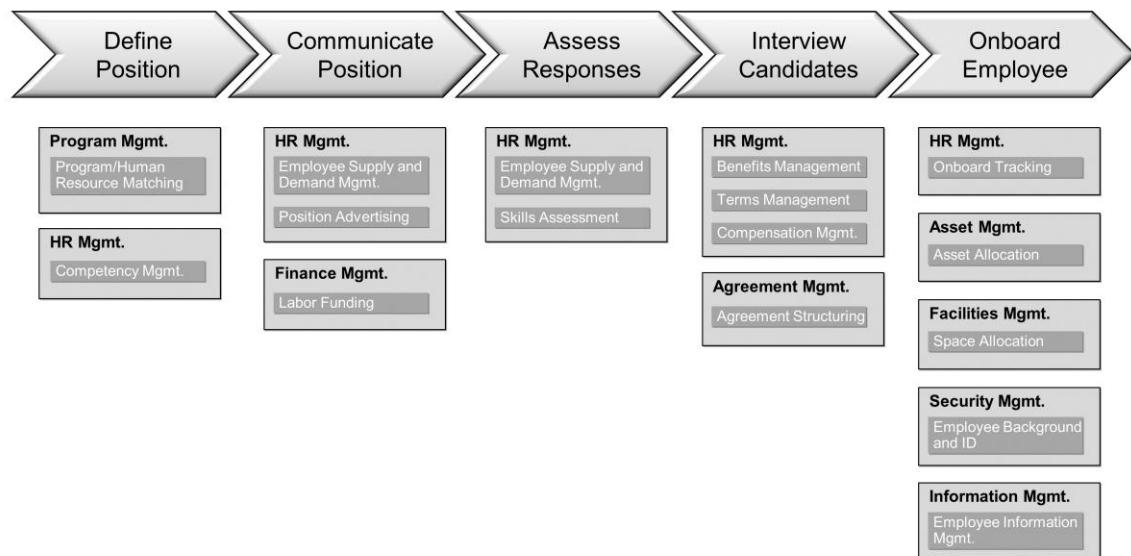 Define
Position
Communicate
Position
Assess
Responses
Interview
Candidates
Onboard
Employee
Program Mgmt.
Program/Human
Resource Matching
HR Mgmt.
Competency Mgmt.
HR Mgmt.
Employee Supply and
Demand Mgmt.
Position Advertising
Finance Mgmt.
Labor Funding
HR Mgmt.
Employee Supply and
Demand Mgmt.
Skills Assessment
HR Mgmt.
Benefits Management
Terms Management
Compensation Mgmt.
Agreement Mgmt.
Agreement Structuring
HR Mgmt.
Onboard Tracking
Asset Mgmt.
Asset Allocation
Facilities Mgmt.
Space Allocation
Security Mgmt.
Employee Background
and ID
Information Mgmt.
Employee Information
Mgmt.